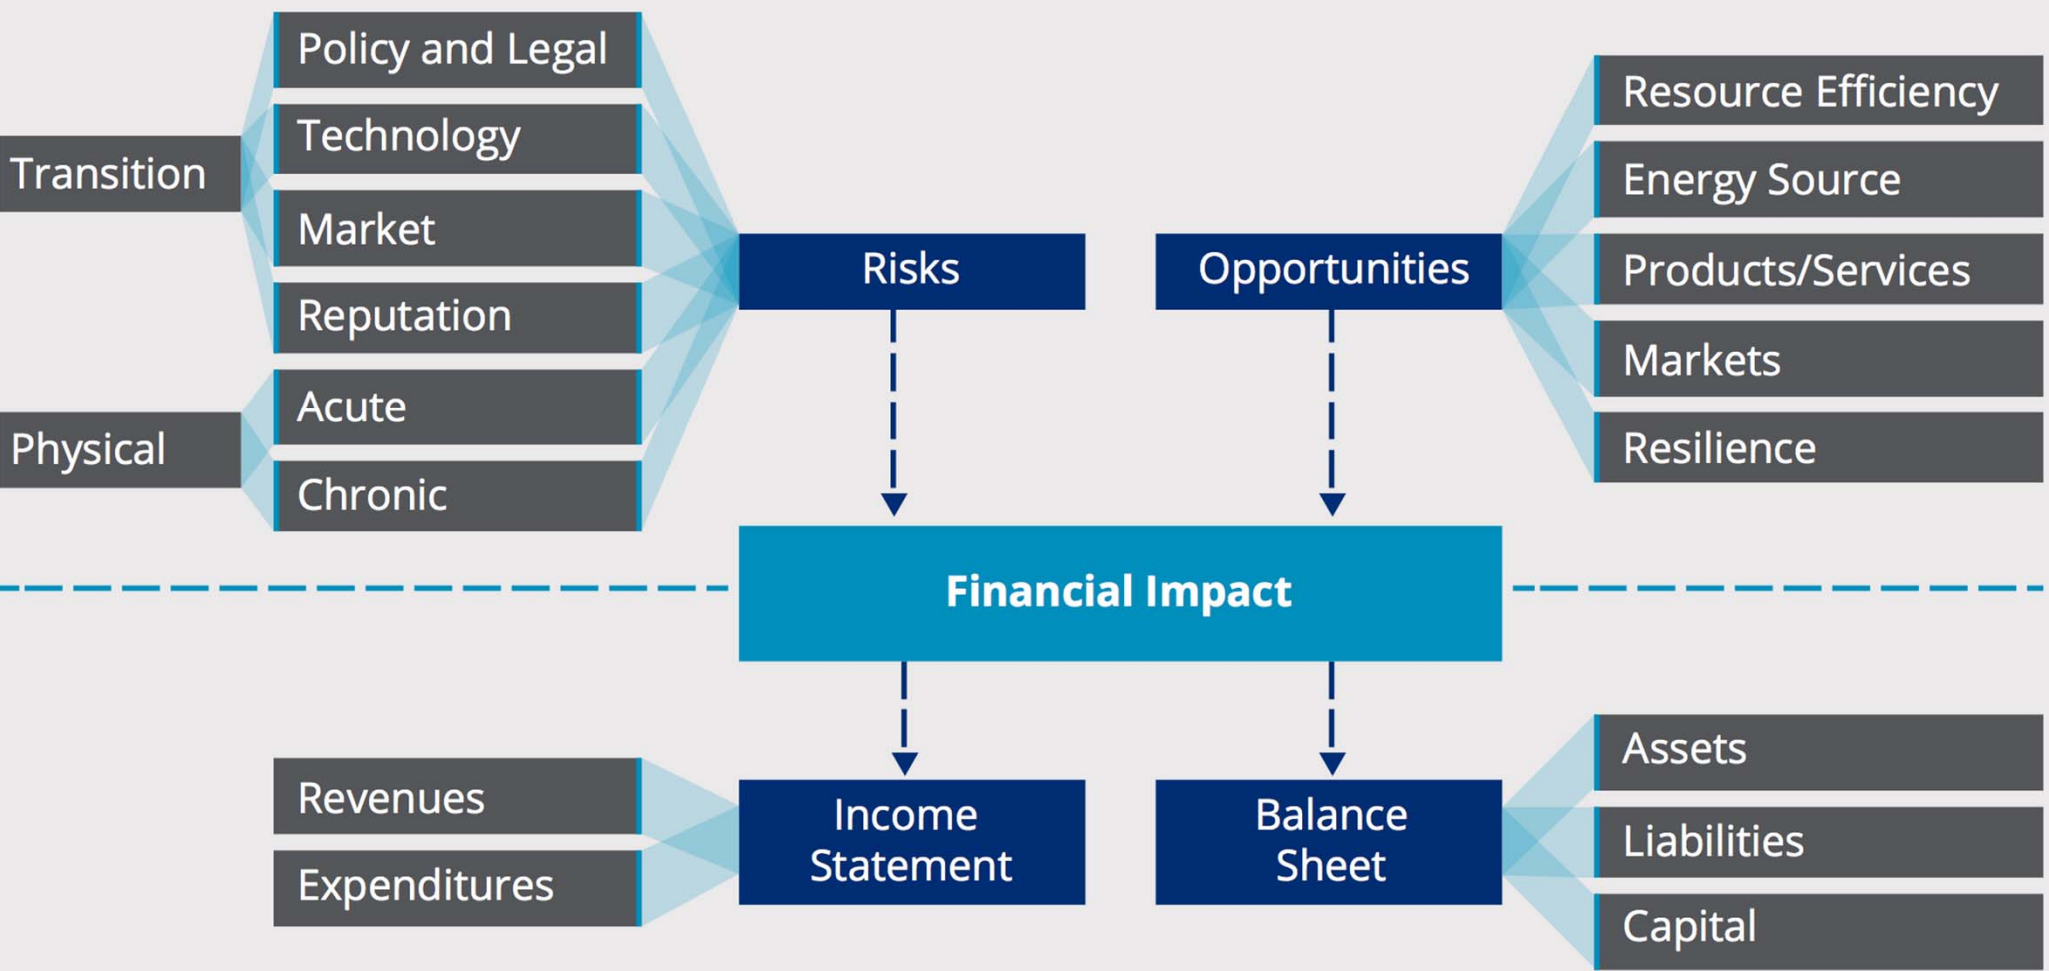 Transition
Policy and Legal
Technology
Market
Reputation
Physical
Acute
Chronic
Risks
Opportunities
Resource Efficiency
Energy Source
Products/Services
Markets
Resilience
Financial Impact
Revenues
Expenditures
Income
Statement
Balance
Sheet
Assets
Liabilities
Capital